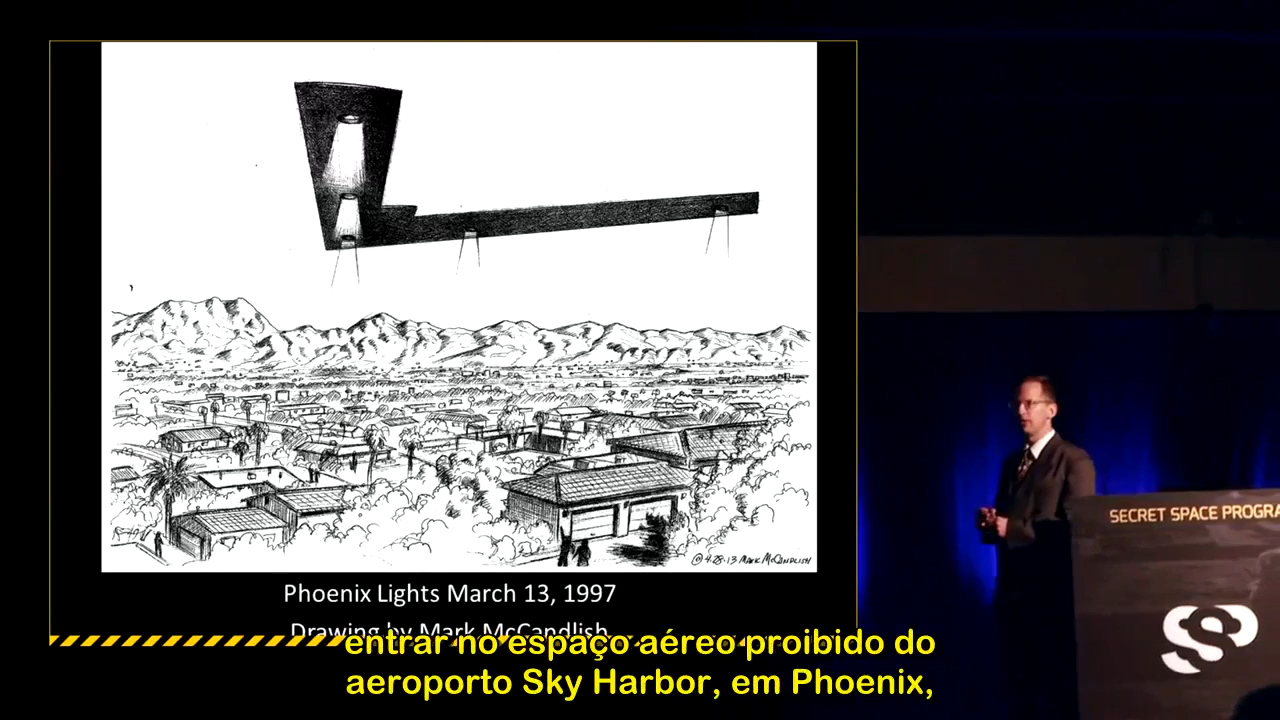 @ 4.28.13 MARK MCCANDLISH
Phoenix Lights March 13, 1997
Drawing by Mark McCandlish
SECRET SPACE PROGRA
entrar no espaço aéreo proibido do
aeroporto Sky Harbor, em Phoenix,